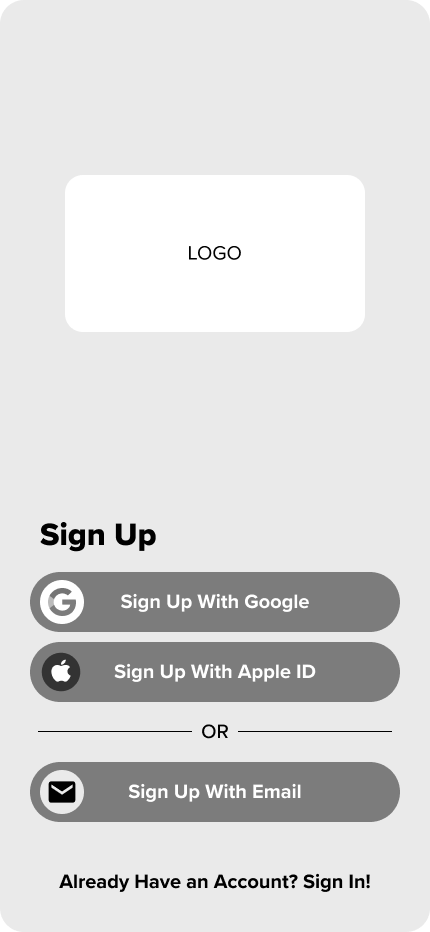 LOGO
Sign Up
Sign Up With Google
Sign Up With Apple ID
OR
Sign Up With Email
Already Have an Account? Sign In!